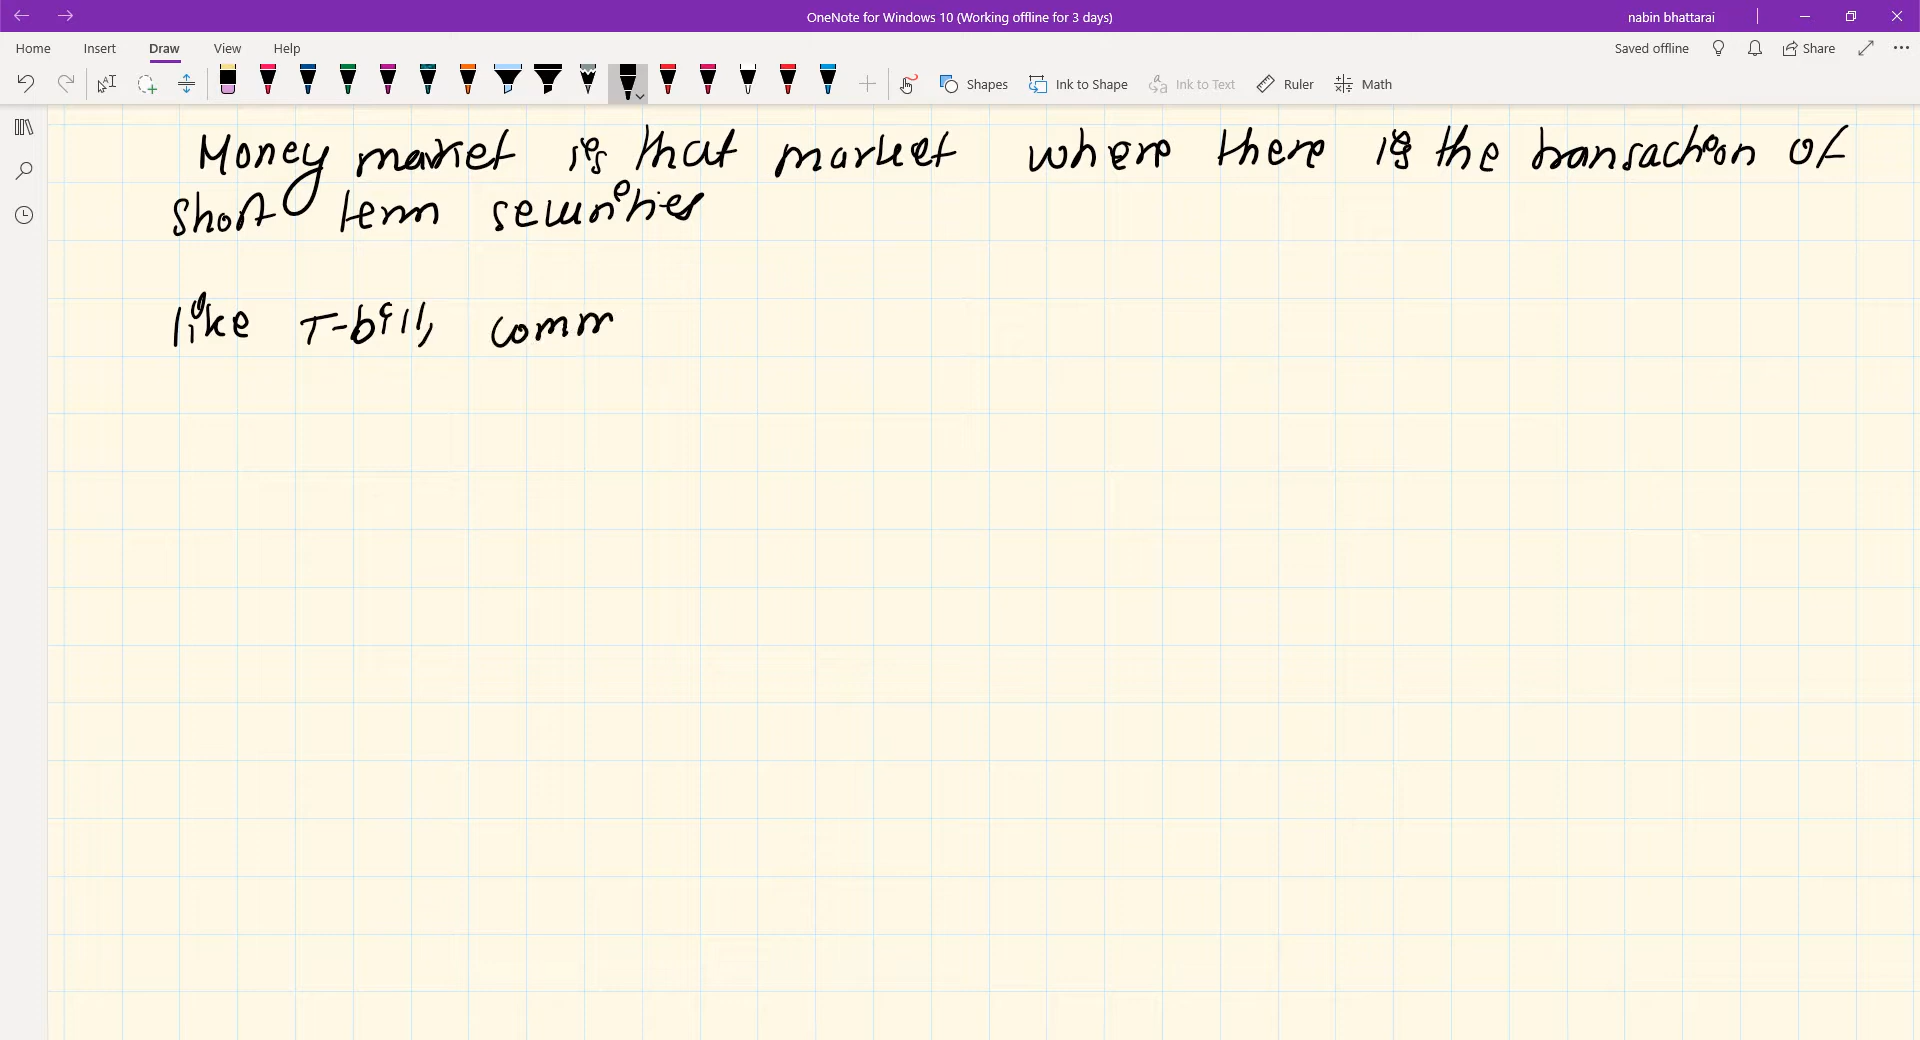 OneNote for Windows 10 (Working offline for 3 days)
nabin bhattarai
Home Insert Draw View Help
Saved offline Share
Shapes Ink to Shape Ink to Text Ruler Math
Money market is that market where there is the transaction of
short term securities
like T-bill, comm